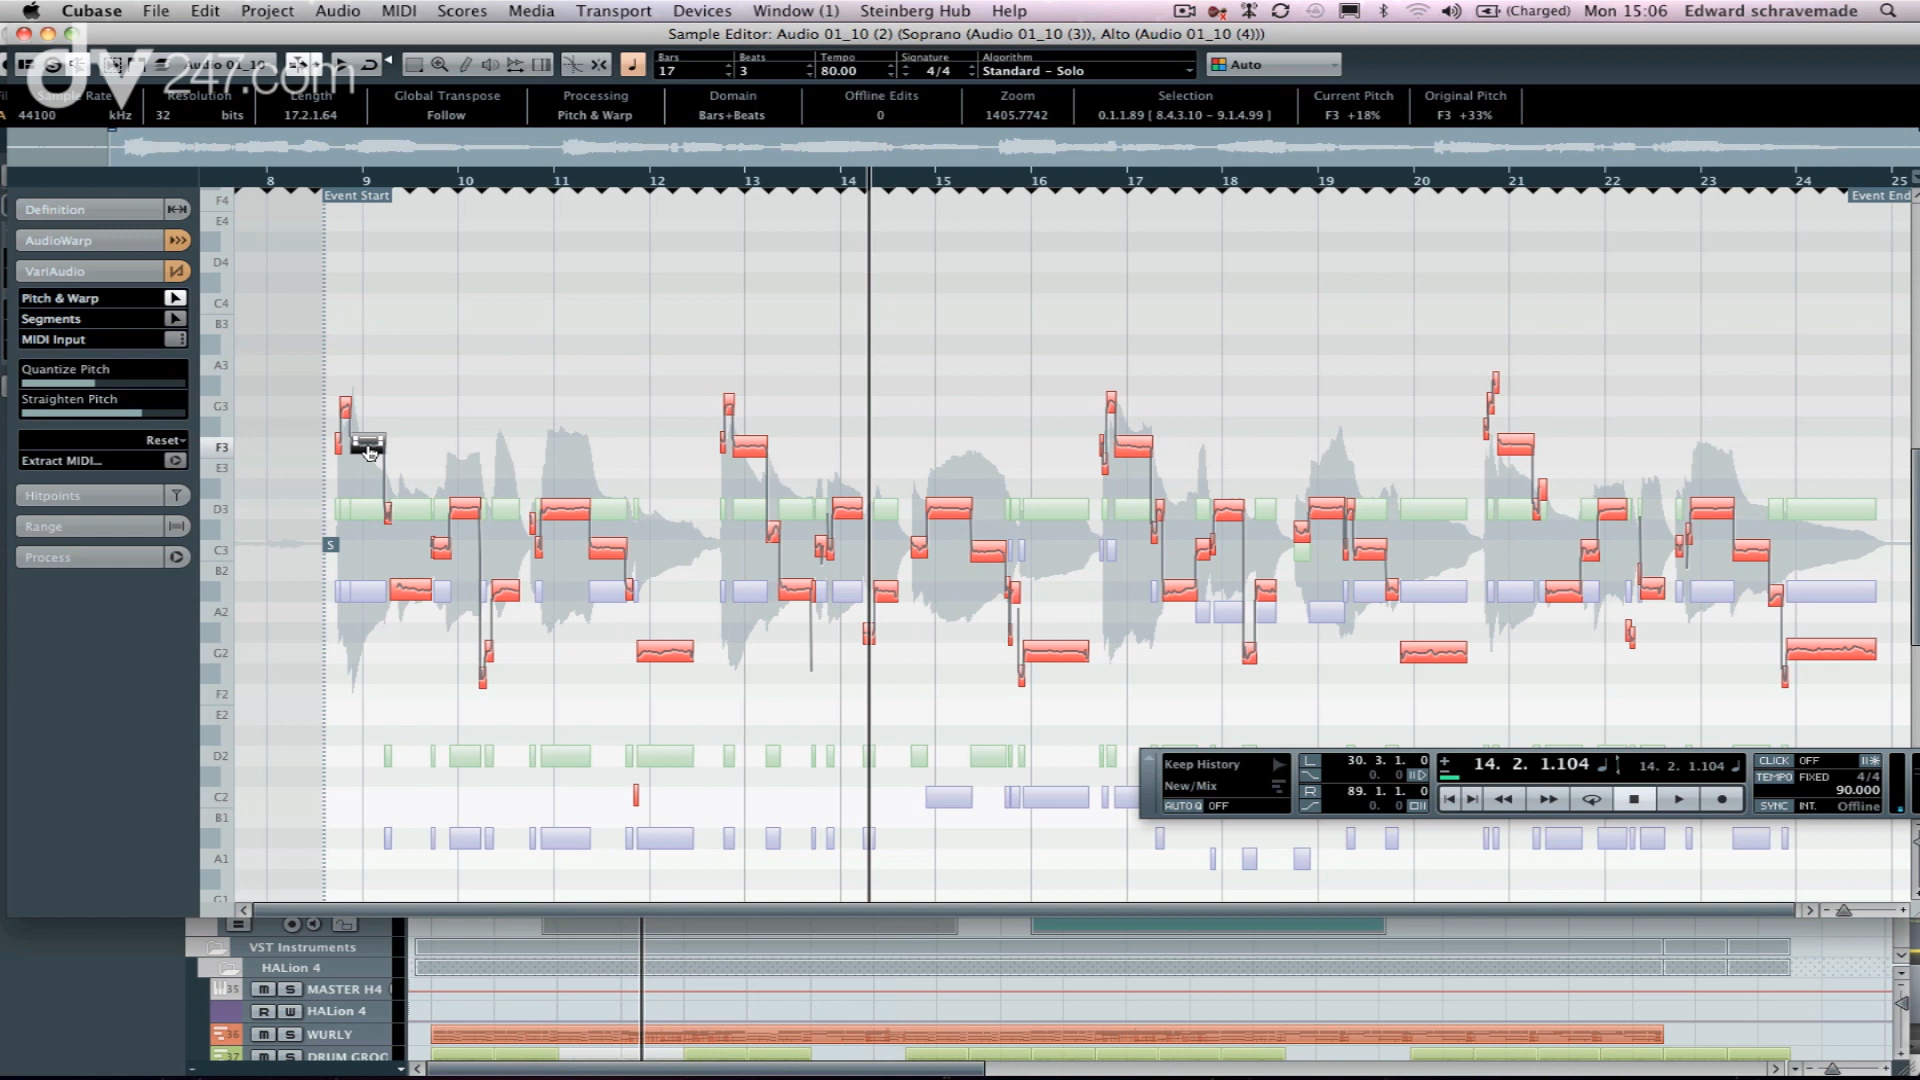 Cubase File Edit Project Audio MIDI Scores Media Transport Devices Window (1) Steinberg Hub Help (Charged) Mon 15:06 Edward schravemade
Sample Editor: Audio 01_10 (2) (Soprano (Audio 01_10 (3)), Alto (Audio 01_10 (4)))
dv247.com
Audio 01_10
Bars Beats Tempo Signature Algorithm
17 3 80.00 4/4 Standard - Solo Auto
Sample Rate Resolution Length Global Transpose Processing Domain Offline Edits Zoom Selection Current Pitch Original Pitch
44100 kHz 32 bits 17.2.1.64 Follow Pitch & Warp Bars+Beats 0 1405.7742 0.1.1.89 [ 8.4.3.10 - 9.1.4.99 ] F3 +18% F3 +33%
8 9 10 11 12 13 14 15 16 17 18 19 20 21 22 23 24 25
Event Start Event End
Definition
AudioWarp
VariAudio
Pitch & Warp
Segments
MIDI Input
Quantize Pitch
Straighten Pitch
Reset
Extract MIDI...
Hitpoints
Range
Process
F4
E4
D4
C4
B3
A3
G3
F3
E3
D3
C3
B2
A2
G2
F2
E2
D2
C2
B1
A1
G1
S
Keep History
New/Mix
AUTO Q OFF
L 30. 3. 1. 0
0. 0
R 89. 1. 1. 0
0. 0
14. 2. 1.104 14. 2. 1.104
CLICK OFF
TEMPO FIXED 4/4
90.000
SYNC INT. Offline
VST Instruments
HALion 4
35 m S MASTER H4
R W HALion 4
36 m S WURLY
37 m S DRUM GROO